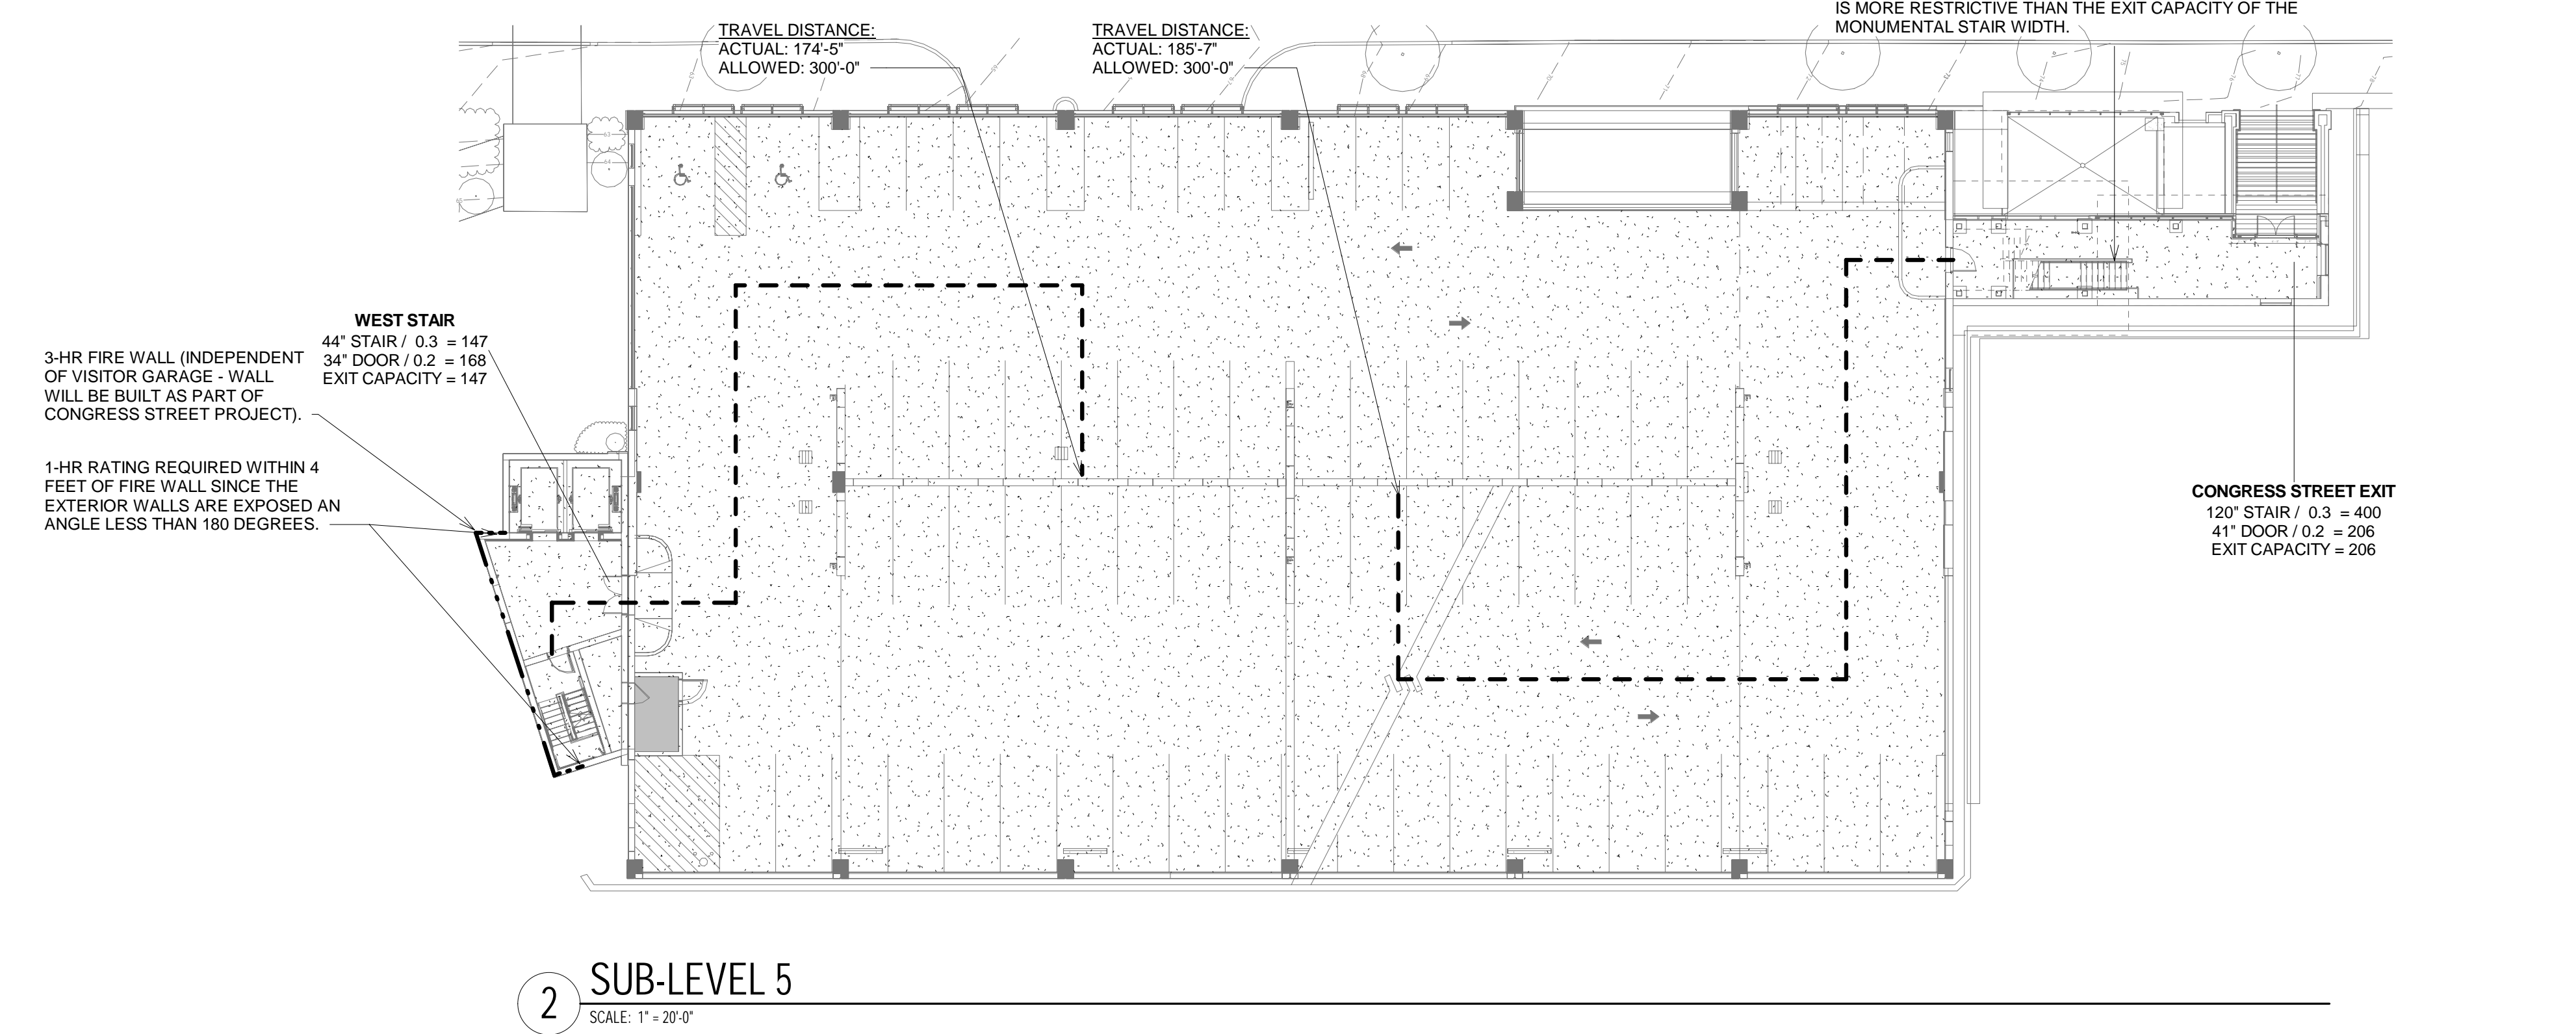 IS MORE RESTRICTIVE THAN THE EXIT CAPACITY OF THE
MONUMENTAL STAIR WIDTH.
TRAVEL DISTANCE:
ACTUAL: 174'-5"
ALLOWED: 300'-0"
TRAVEL DISTANCE:
ACTUAL: 185'-7"
ALLOWED: 300'-0"
WEST STAIR
44" STAIR / 0.3 = 147
34" DOOR / 0.2 = 168
EXIT CAPACITY = 147
3-HR FIRE WALL (INDEPENDENT
OF VISITOR GARAGE - WALL
WILL BE BUILT AS PART OF
CONGRESS STREET PROJECT).
1-HR RATING REQUIRED WITHIN 4
FEET OF FIRE WALL SINCE THE
EXTERIOR WALLS ARE EXPOSED AN
ANGLE LESS THAN 180 DEGREES.
CONGRESS STREET EXIT
120" STAIR / 0.3 = 400
41" DOOR / 0.2 = 206
EXIT CAPACITY = 206
2
SUB-LEVEL 5
SCALE: 1" = 20'-0"